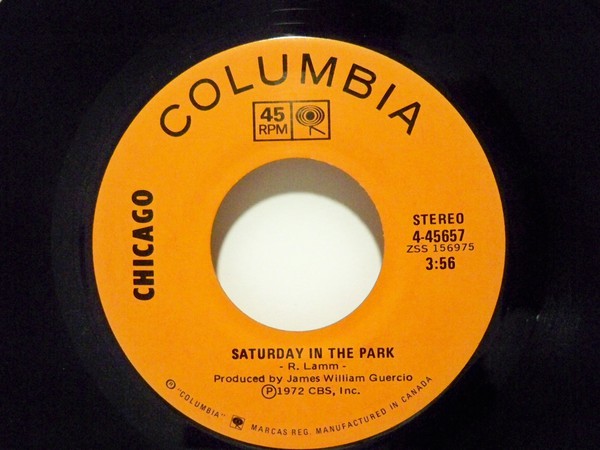 COLUMBIA
45
RPM
CHICAGO
STEREO
4-45657
ZSS 156975
3:56
SATURDAY IN THE PARK
- R. Lamm -
Produced by James William Guercio
Ⓟ1972 CBS, Inc.
® "COLUMBIA" MARCAS REG. MANUFACTURED IN CANADA